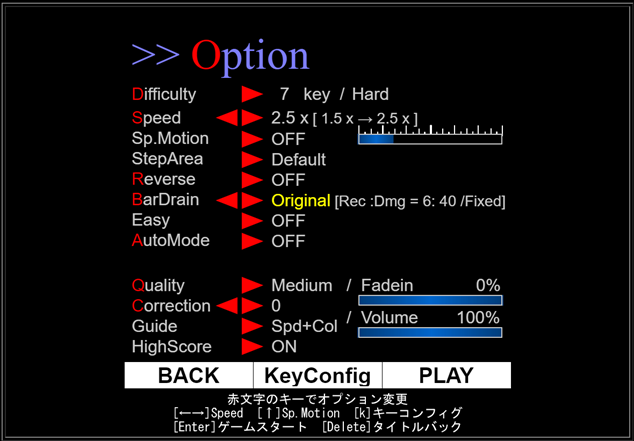 >> Option
Difficulty 7 key / Hard
Speed 2.5 x [ 1.5 x → 2.5 x ]
Sp.Motion OFF
StepArea Default
Reverse OFF
BarDrain Original [Rec :Dmg = 6: 40 /Fixed]
Easy OFF
AutoMode OFF
Quality Medium / Fadein 0%
Correction 0
Guide Spd+Col / Volume 100%
HighScore ON
BACK KeyConfig PLAY
赤文字のキーでオプション変更
[←→]Speed [↑]Sp.Motion [k]キーコンフィグ
[Enter]ゲームスタート [Delete]タイトルバック